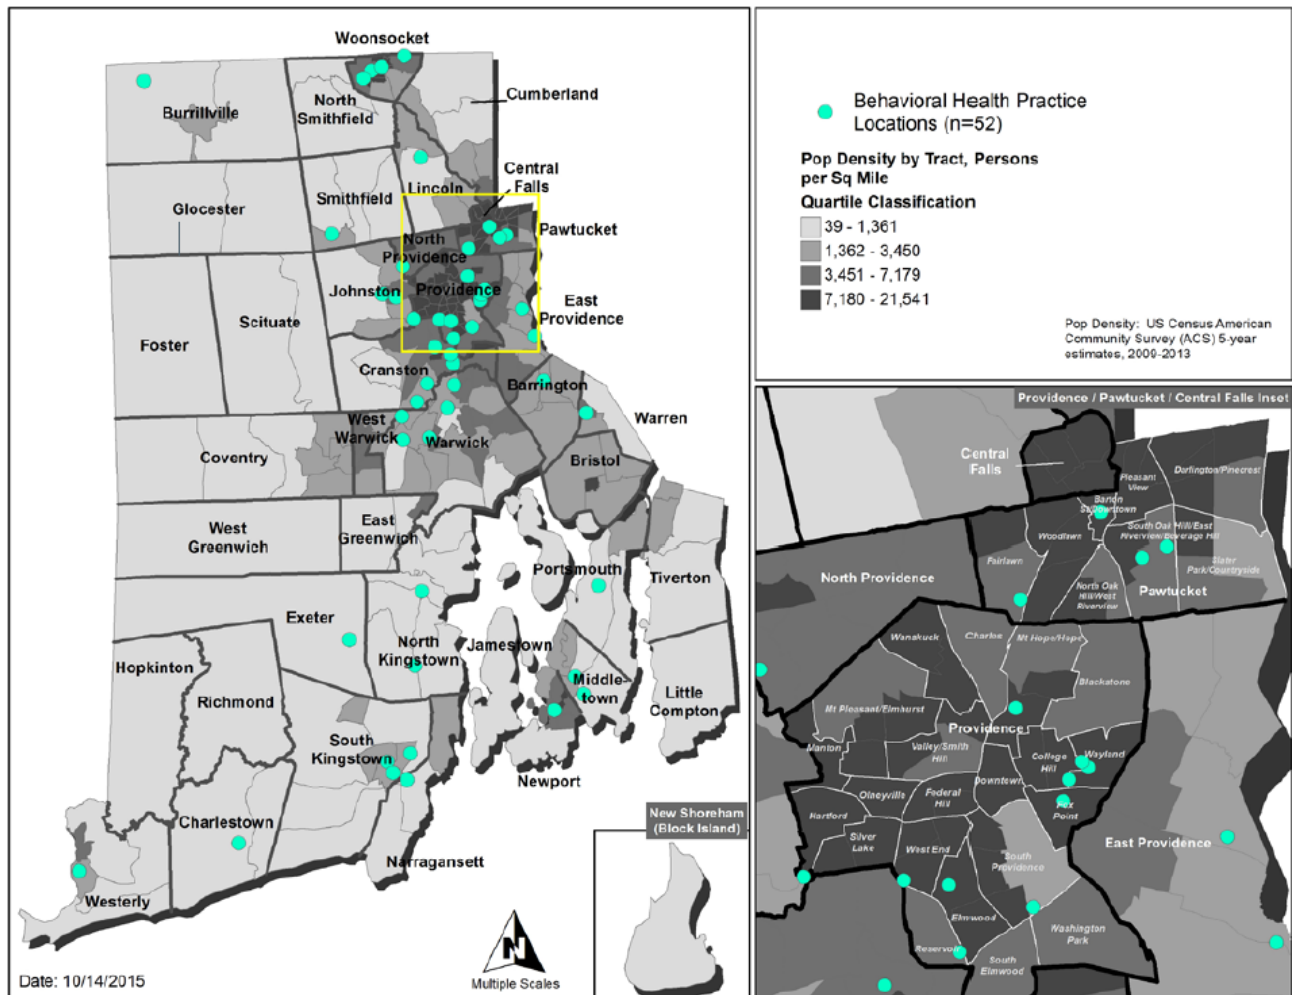 Woonsocket
Cumberland
Burrillville
North
Smithfield
Central
Falls
Lincoln
Smithfield
Glocester
Pawtucket
North
Providence
Johnston
Providence
East
Providence
Scituate
Foster
Cranston
Barrington
Warren
West
Warwick
Warwick
Coventry
Bristol
West
Greenwich
East
Greenwich
Portsmouth
Tiverton
Exeter
North
Kingstown
Jamestown
Middle-
town
Hopkinton
Richmond
Little
Compton
South
Kingstown
Newport
Charlestown
Narragansett
Westerly
New Shoreham
(Block Island)
N
Multiple Scales
Date: 10/14/2015
Behavioral Health Practice
Locations (n=52)
Pop Density by Tract, Persons
per Sq Mile
Quartile Classification
39 - 1,361
1,362 - 3,450
3,451 - 7,179
7,180 - 21,541
Pop Density: US Census American
Community Survey (ACS) 5-year
estimates, 2009-2013
Providence / Pawtucket / Central Falls Inset
Central
Falls
Pleasant
View
Darlington/Pinecrest
Barton
St/Downtown
South Oak Hill/East
Riverview/Beverage Hill
Woodlawn
Fairlawn
Slater
Park/Countryside
North Providence
North Oak
Hill/West
Riverview
Pawtucket
Wanskuck
Charles
Mt Hope/Hope
Blackstone
Mt Pleasant/Elmhurst
Providence
Manton
Valley/Smith
Hill
College
Hill
Wayland
Downtown
Olneyville
Federal
Hill
Fox
Point
Hartford
Silver
Lake
West End
South
Providence
East Providence
Elmwood
Washington
Park
Reservoir
South
Elmwood